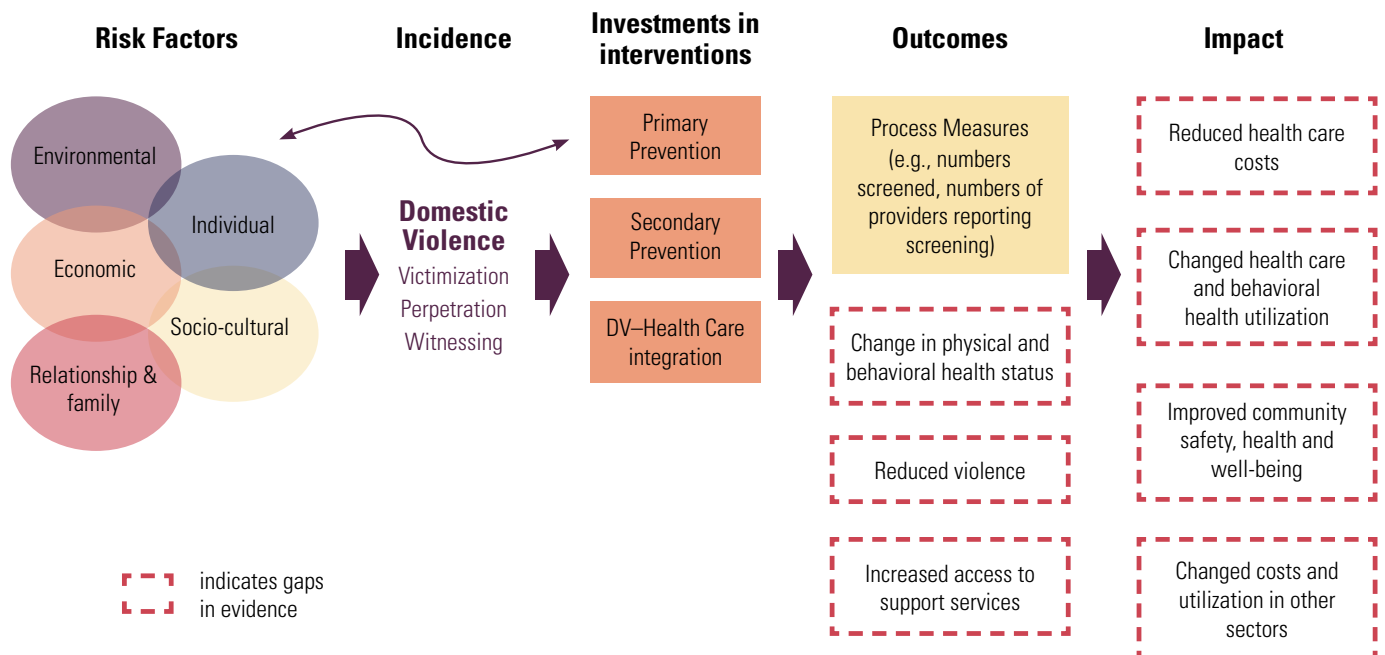 Risk Factors
Incidence
Investments in
interventions
Outcomes
Impact
Environmental
Individual
Economic
Socio-cultural
Relationship &
family
Domestic
Violence
Victimization
Perpetration
Witnessing
Primary
Prevention
Secondary
Prevention
DV–Health Care
integration
Process Measures
(e.g., numbers
screened, numbers of
providers reporting
screening)
Change in physical and
behavioral health status
Reduced violence
Increased access to
support services
Reduced health care
costs
Changed health care
and behavioral
health utilization
Improved community
safety, health and
well-being
Changed costs and
utilization in other
sectors
indicates gaps
in evidence